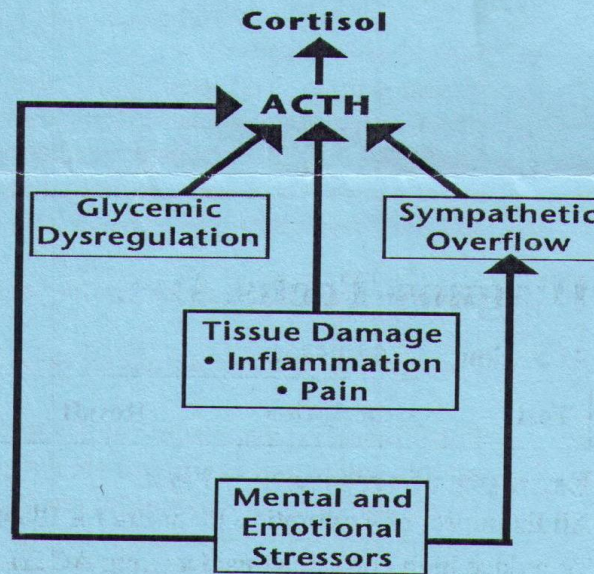 Cortisol
ACTH
Glycemic
Dysregulation
Sympathetic
Overflow
Tissue Damage
• Inflammation
• Pain
Mental and
Emotional
Stressors